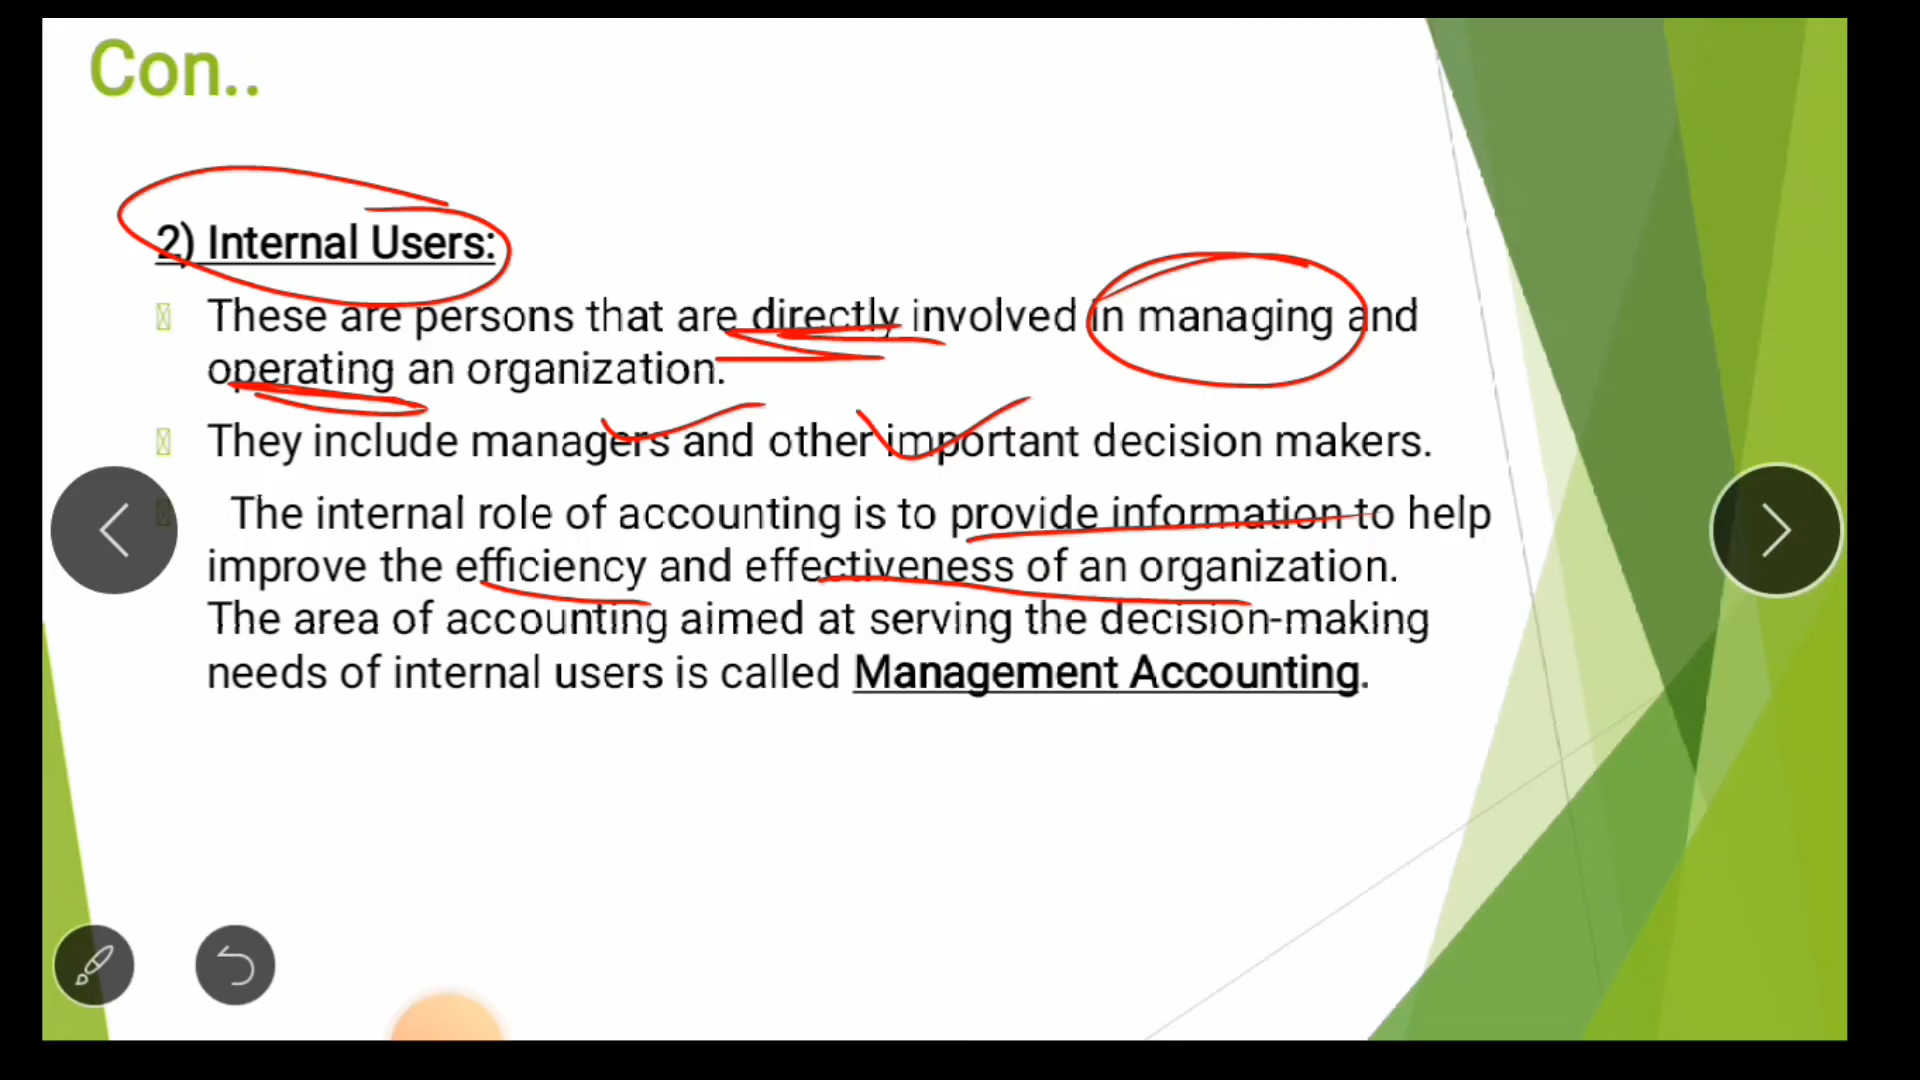 Con..
2) Internal Users:
These are persons that are directly involved in managing and
operating an organization.
They include managers and other important decision makers.
The internal role of accounting is to provide information to help
improve the efficiency and effectiveness of an organization.
The area of accounting aimed at serving the decision-making
needs of internal users is called Management Accounting.